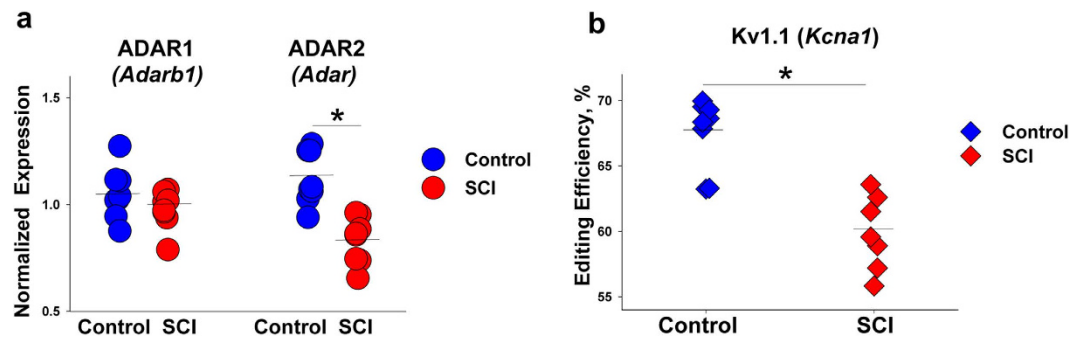 a
ADAR1
(Adarb1)
ADAR2
(Adar)
*
Normalized Expression
1.5
1.0
0.5
Control SCI
Control SCI
Control
SCI
b
Kv1.1 (Kcna1)
*
Editing Efficiency, %
70
65
60
55
Control
SCI
Control
SCI